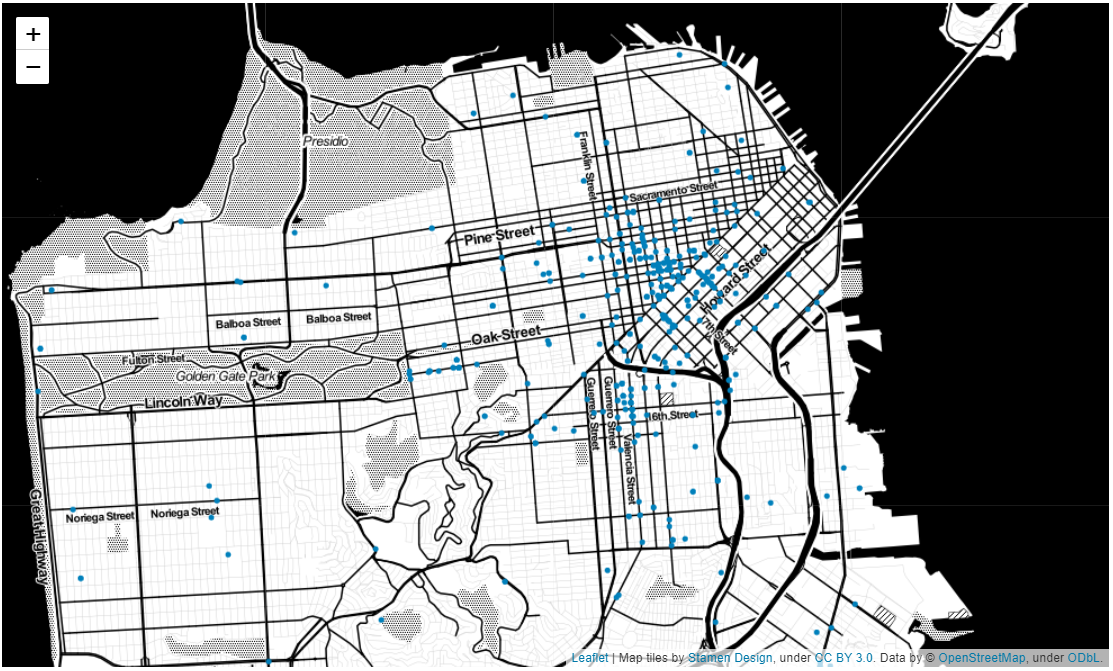 +
−
Presidio
Franklin Street
Sacramento Street
Pine Street
Howard Street
Balboa Street
Balboa Street
7th Street
Oak Street
Fulton Street
Golden Gate Park
Lincoln Way
Guerrero Street
Guerrero Street
16th Street
Valencia Street
Great Highway
Noriega Street
Noriega Street
Leaflet | Map tiles by Stamen Design, under CC BY 3.0. Data by © OpenStreetMap, under ODbL.